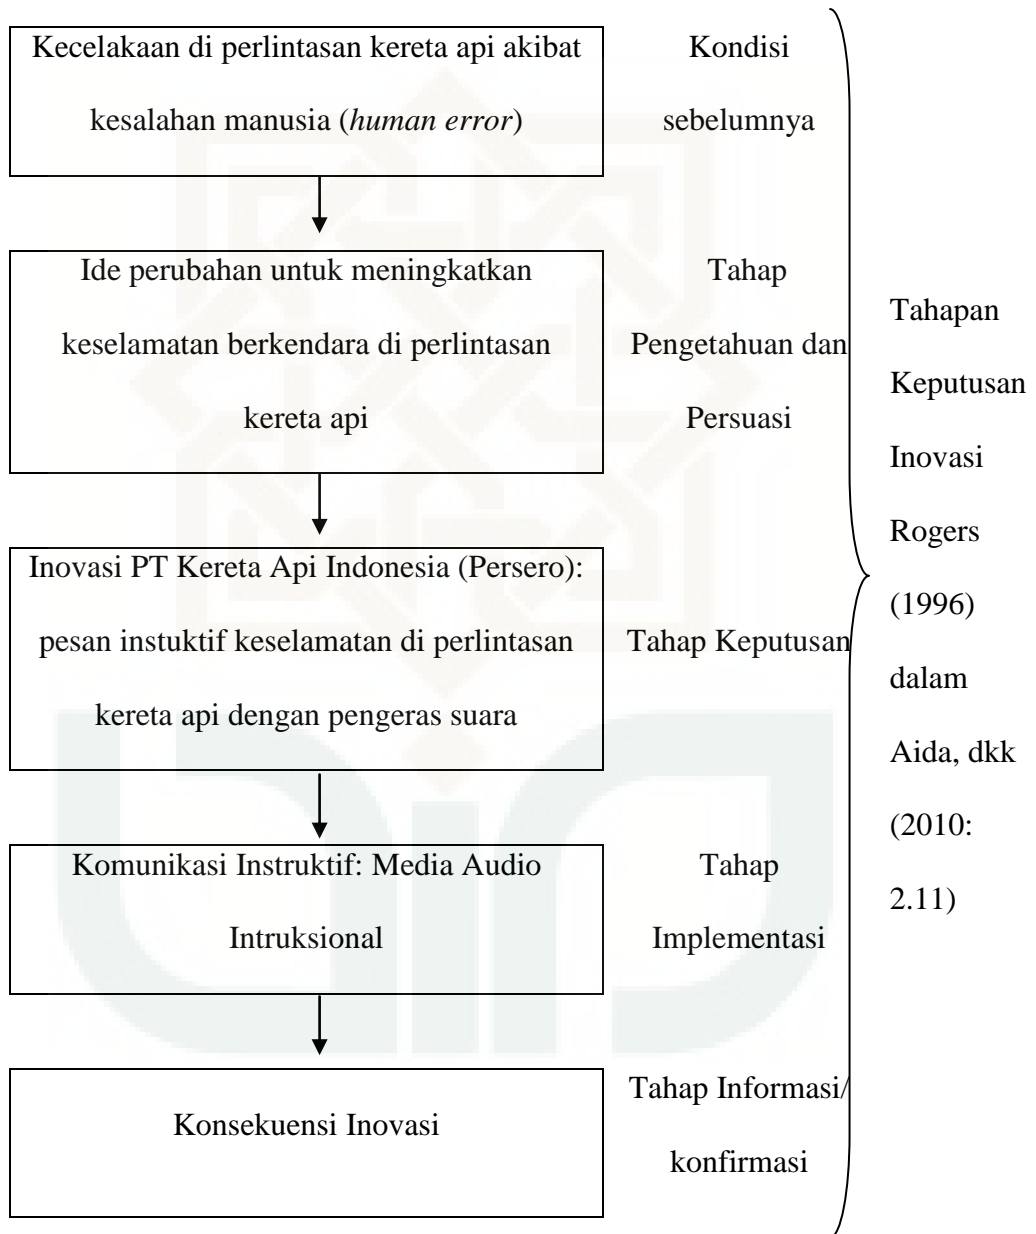 Kecelakaan di perlintasan kereta api akibat
kesalahan manusia (human error)
Kondisi
sebelumnya
Ide perubahan untuk meningkatkan
keselamatan berkendara di perlintasan
kereta api
Tahap
Pengetahuan dan
Persuasi
Inovasi PT Kereta Api Indonesia (Persero):
pesan instuktif keselamatan di perlintasan
kereta api dengan pengeras suara
Tahap Keputusan
Komunikasi Instruktif: Media Audio
Intruksional
Tahap
Implementasi
Konsekuensi Inovasi
Tahap Informasi/
konfirmasi
Tahapan
Keputusan
Inovasi
Rogers
(1996)
dalam
Aida, dkk
(2010:
2.11)